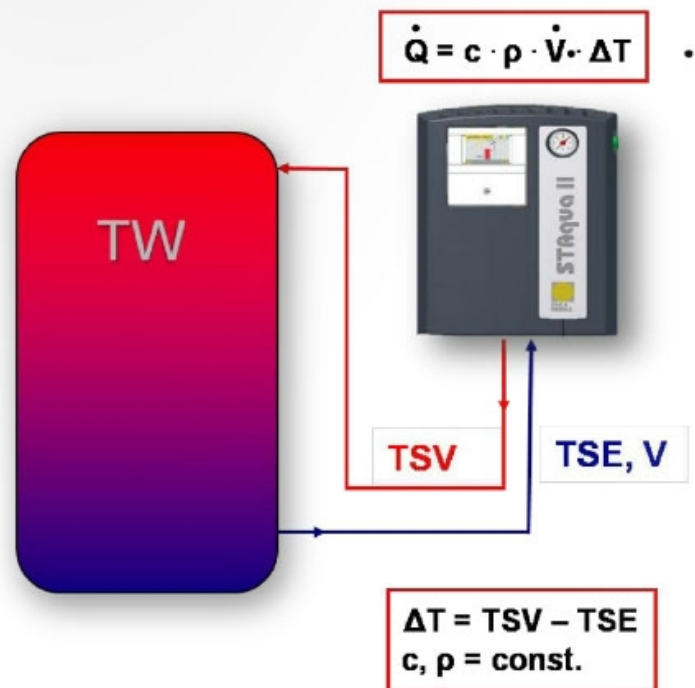 Q̇ = c · ρ · V̇ · ΔT
TW
STAqua II
TSV
TSE, V
ΔT = TSV – TSE
c, ρ = const.